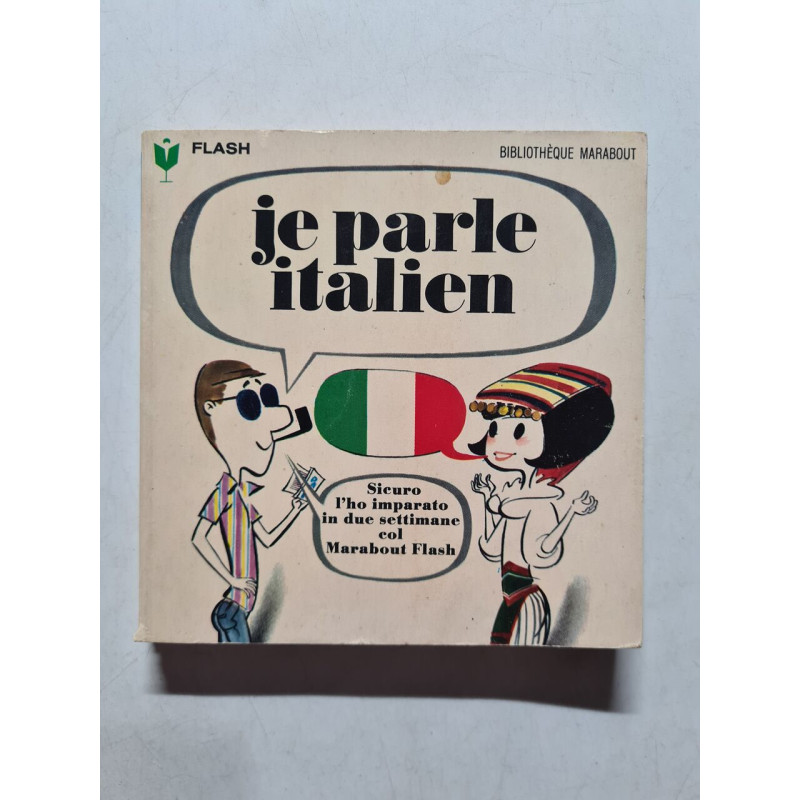 FLASH
BIBLIOTHÈQUE MARABOUT
je parle
italien
Sicuro
l'ho imparato
in due settimane
col
Marabout Flash